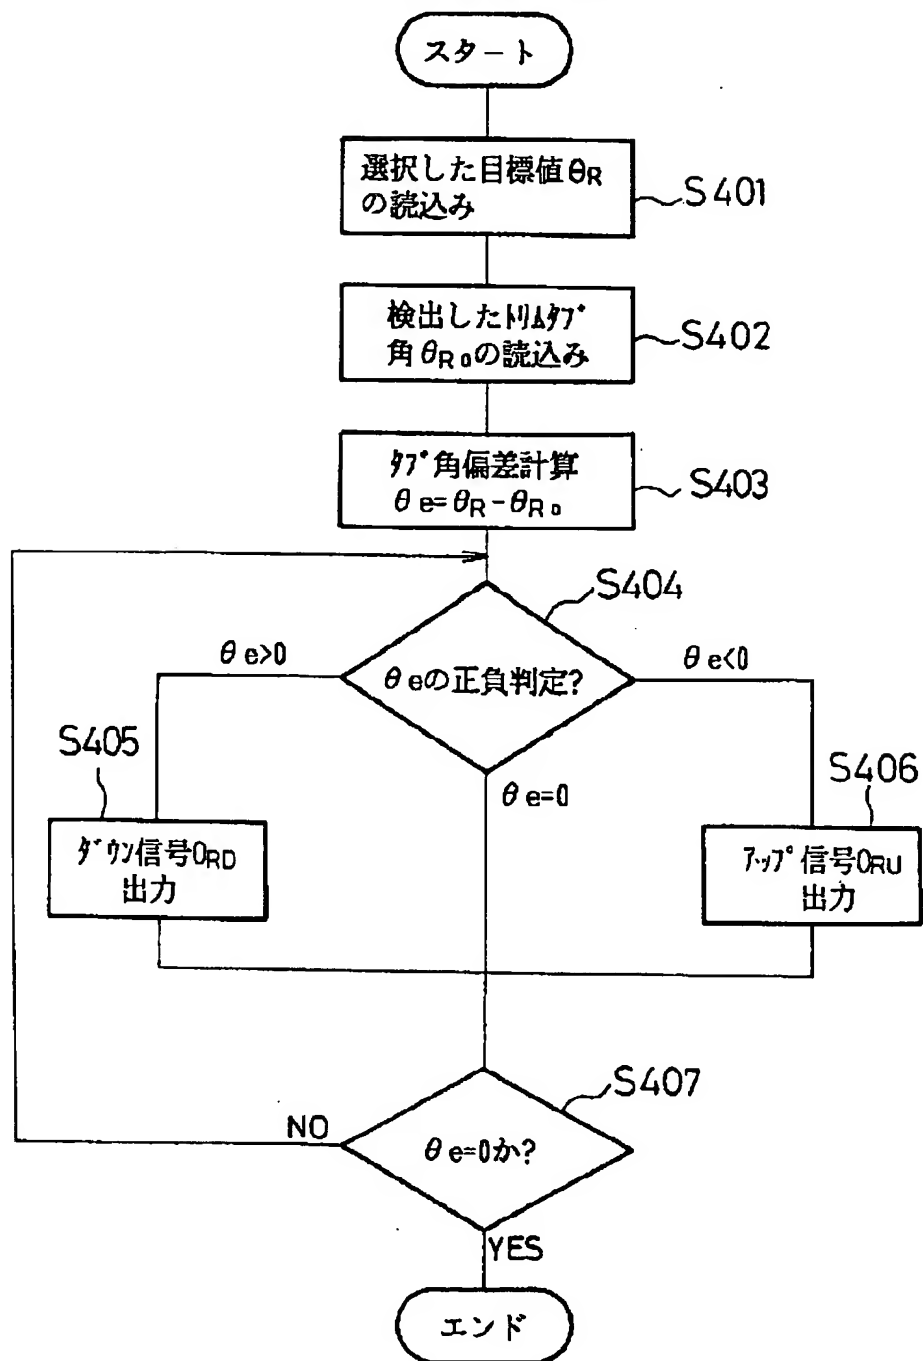 スタート
選択した目標値θR
の読込み
S401
検出したﾄﾘﾑﾀﾌﾞ
角θR0の読込み
S402
ﾀﾌﾞ角偏差計算
θe=θR-θR0
S403
S404
θeの正負判定?
θe>0
θe<0
θe=0
S405
ﾀﾞｳﾝ信号ORD
出力
S406
ｱｯﾌﾟ信号ORU
出力
S407
θe=0か?
NO
YES
エンド